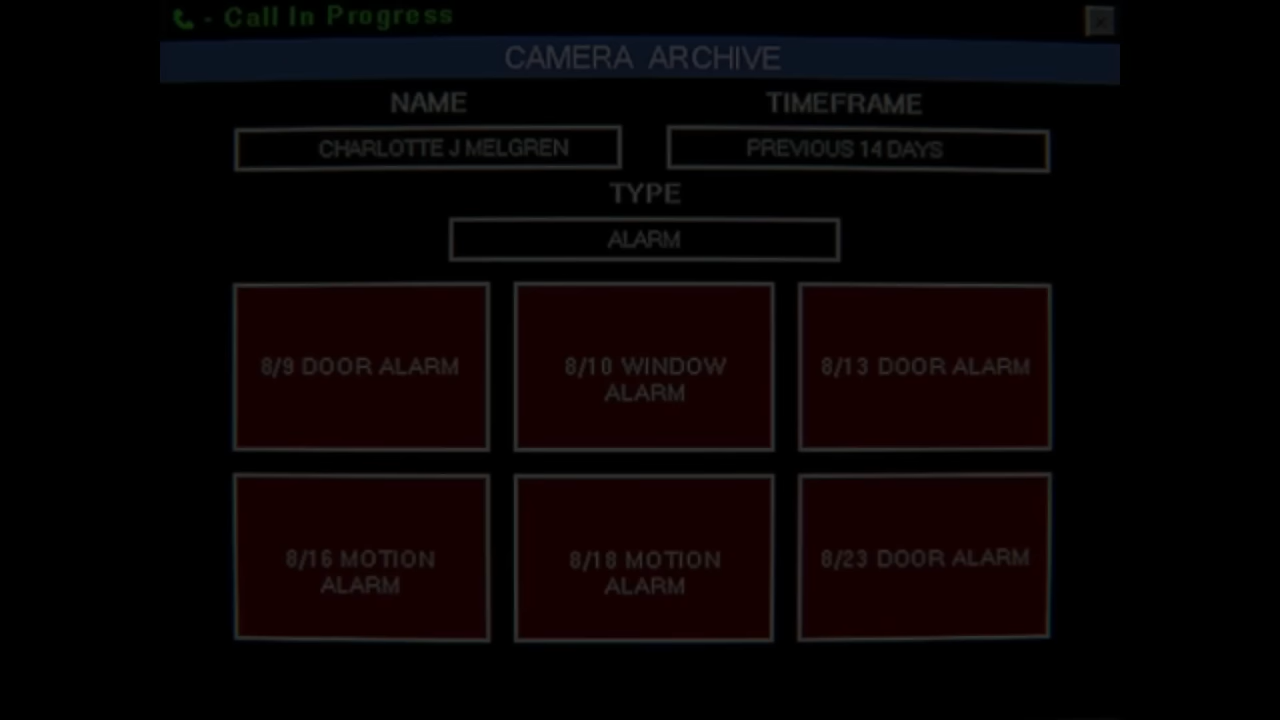 - Call In Progress
CAMERA ARCHIVE
NAME
TIMEFRAME
CHARLOTTE J MELGREN
PREVIOUS 14 DAYS
TYPE
ALARM
8/9 DOOR ALARM
8/10 WINDOW
ALARM
8/13 DOOR ALARM
8/16 MOTION
ALARM
8/18 MOTION
ALARM
8/23 DOOR ALARM